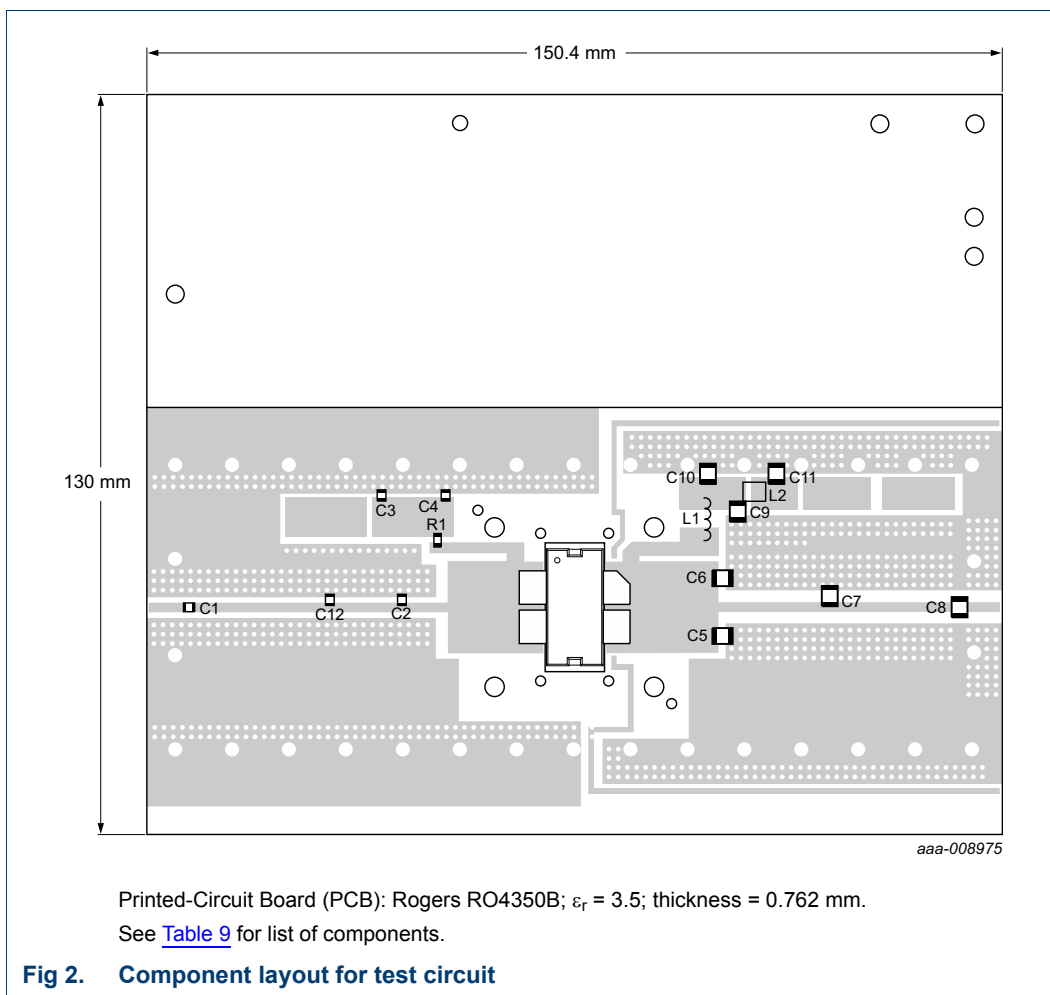 150.4 mm
130 mm
C10
C11
L2
C3
C4
L1
C9
R1
C6
C7
C8
C1
C12
C2
C5
aaa-008975
Printed-Circuit Board (PCB): Rogers RO4350B; εr = 3.5; thickness = 0.762 mm.
See Table 9 for list of components.
Fig 2. Component layout for test circuit